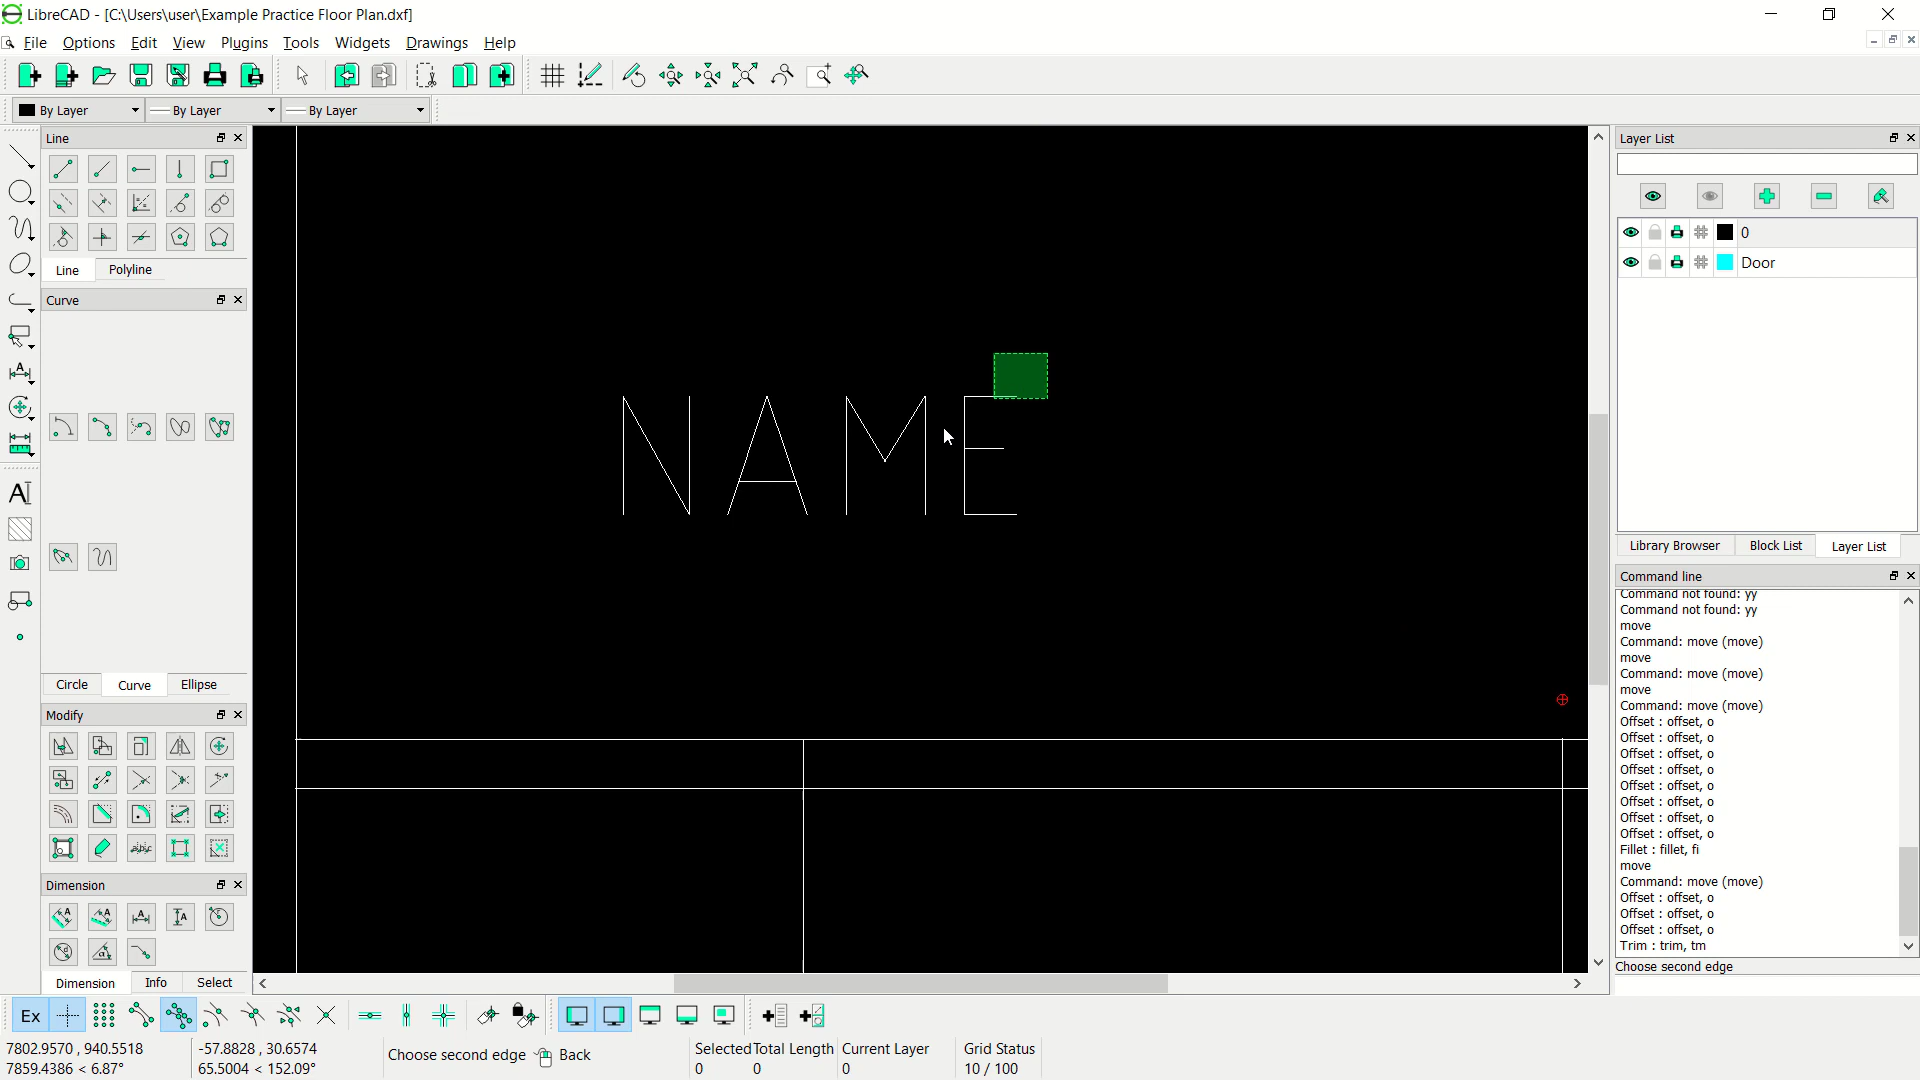 LibreCAD - [C:\Users\user\Example Practice Floor Plan.dxf]
File Options Edit View Plugins Tools Widgets Drawings Help
By Layer By Layer By Layer
Line
Line Polyline
Curve
Circle Curve Ellipse
Modify
Dimension
Dimension Info Select
NAME
Layer List
0
Door
Library Browser Block List Layer List
Command line
Command not found: yy
Command not found: yy
move
Command: move (move)
move
Command: move (move)
move
Command: move (move)
Offset : offset, o
Offset : offset, o
Offset : offset, o
Offset : offset, o
Offset : offset, o
Offset : offset, o
Offset : offset, o
Offset : offset, o
Fillet : fillet, fi
move
Command: move (move)
Offset : offset, o
Offset : offset, o
Offset : offset, o
Trim : trim, tm
Choose second edge
Ex
7802.9570 , 940.5518
7859.4386 < 6.87°
-57.8828 , 30.6574
65.5004 < 152.09°
Choose second edge Back
Selected Total Length
0 0
Current Layer
0
Grid Status
10 / 100